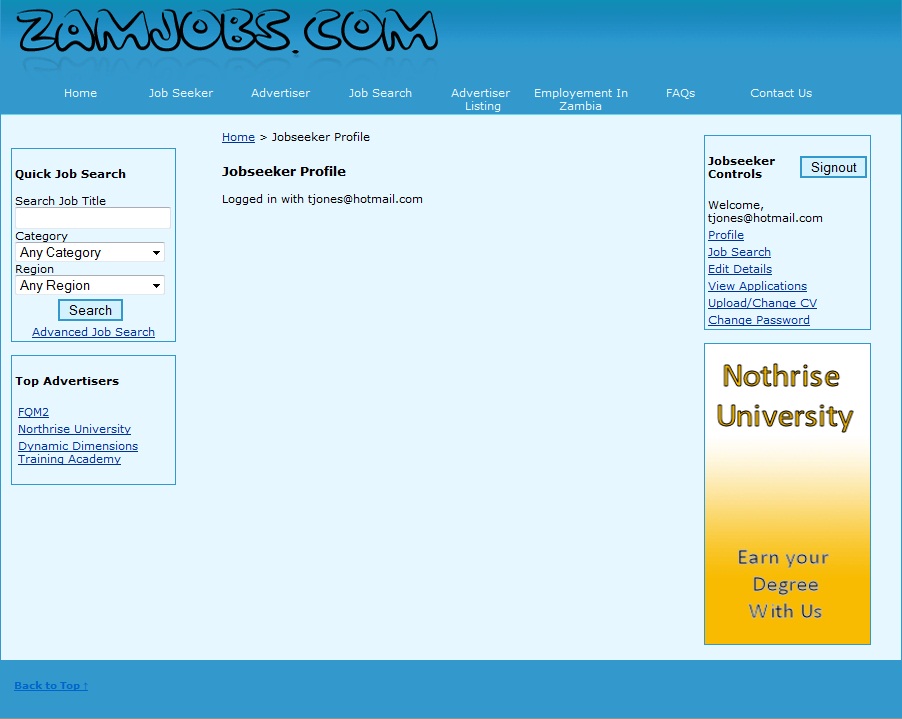 ZAMJOBS.COM
Home
Job Seeker
Advertiser
Job Search
Advertiser
Listing
Employement In
Zambia
FAQs
Contact Us
Quick Job Search
Search Job Title
Category
Any Category
Region
Any Region
Search
Advanced Job Search
Top Advertisers
FQM2
Northrise University
Dynamic Dimensions
Training Academy
Home > Jobseeker Profile
Jobseeker Profile
Logged in with tjones@hotmail.com
Jobseeker
Controls
Signout
Welcome,
tjones@hotmail.com
Profile
Job Search
Edit Details
View Applications
Upload/Change CV
Change Password
Nothrise
University
Earn your
Degree
With Us
Back to Top ↑